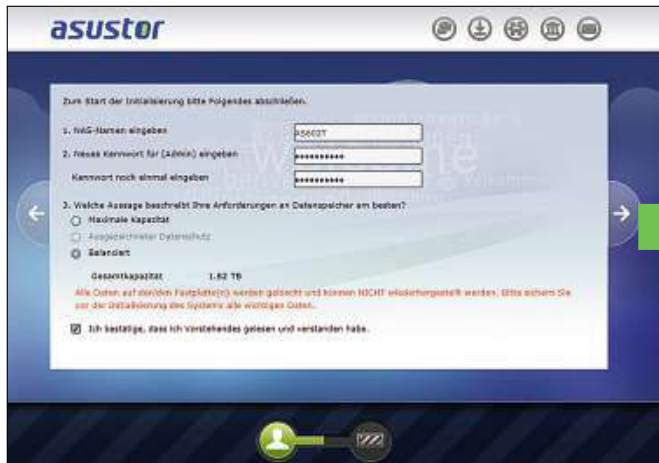 asustor
Zum Start der Initialisierung bitte Folgendes abschließen.
1. NAS-Namen eingeben
AS602T
2. Neues Kennwort für (Admin) eingeben
**********
Kennwort noch einmal eingeben
**********
3. Welche Aussage beschreibt Ihre Anforderungen an Datenspeicher am besten?
Maximale Kapazität
Ausgezeichneter Datenschutz
Balanciert
Gesamtkapazität 1.82 TB
Alle Daten auf der/den Festplatte(n) werden gelöscht und können NICHT wiederhergestellt werden. Bitte sichern Sie
vor der Initialisierung des Systems alle wichtigen Daten.
Ich bestätige, dass ich Vorstehendes gelesen und verstanden habe.